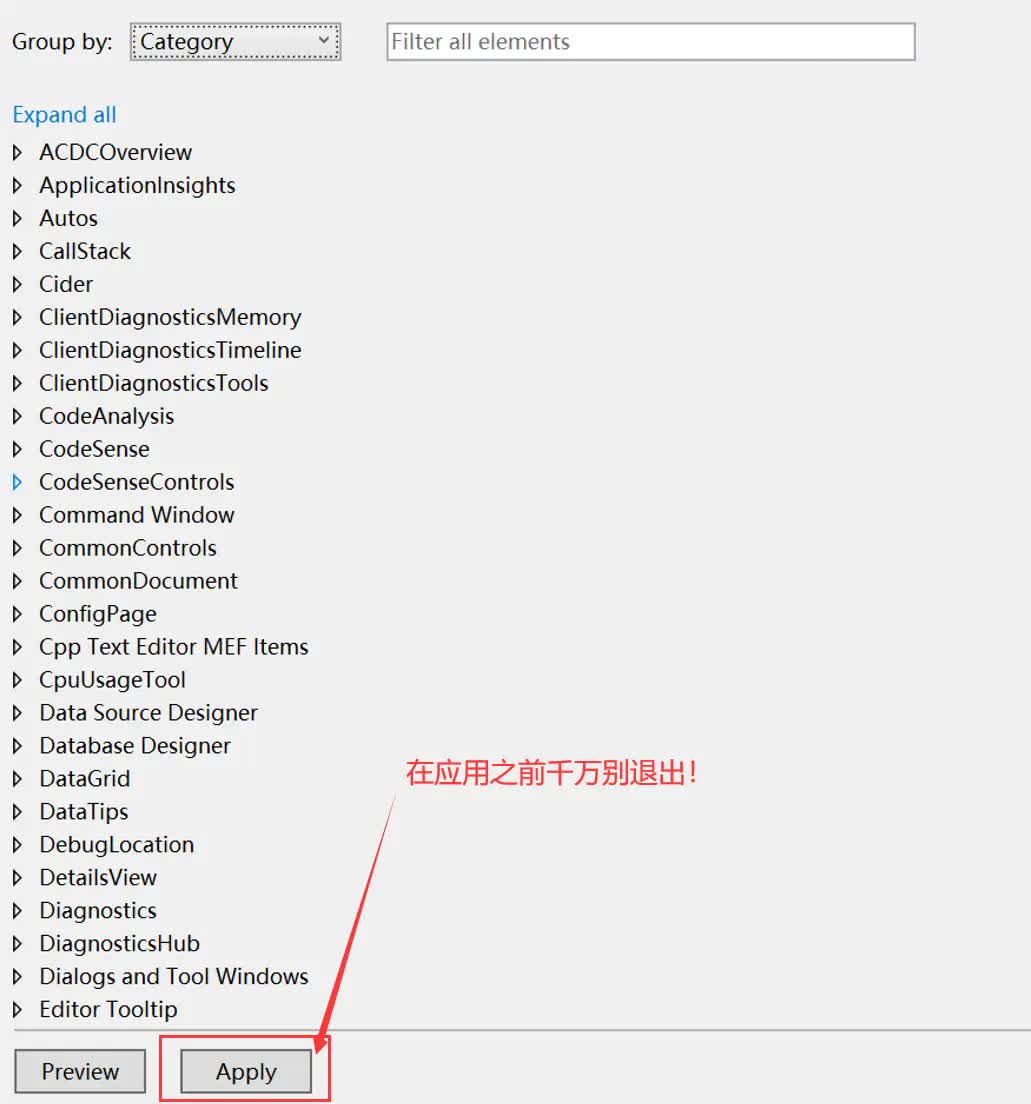 Group by: Category Filter all elements
Expand all
ACDCOverview
ApplicationInsights
Autos
CallStack
Cider
ClientDiagnosticsMemory
ClientDiagnosticsTimeline
ClientDiagnosticsTools
CodeAnalysis
CodeSense
CodeSenseControls
Command Window
CommonControls
CommonDocument
ConfigPage
Cpp Text Editor MEF Items
CpuUsageTool
Data Source Designer
Database Designer
在应用之前千万别退出!
DataGrid
DataTips
DebugLocation
DetailsView
Diagnostics
DiagnosticsHub
Dialogs and Tool Windows
Editor Tooltip
Preview Apply